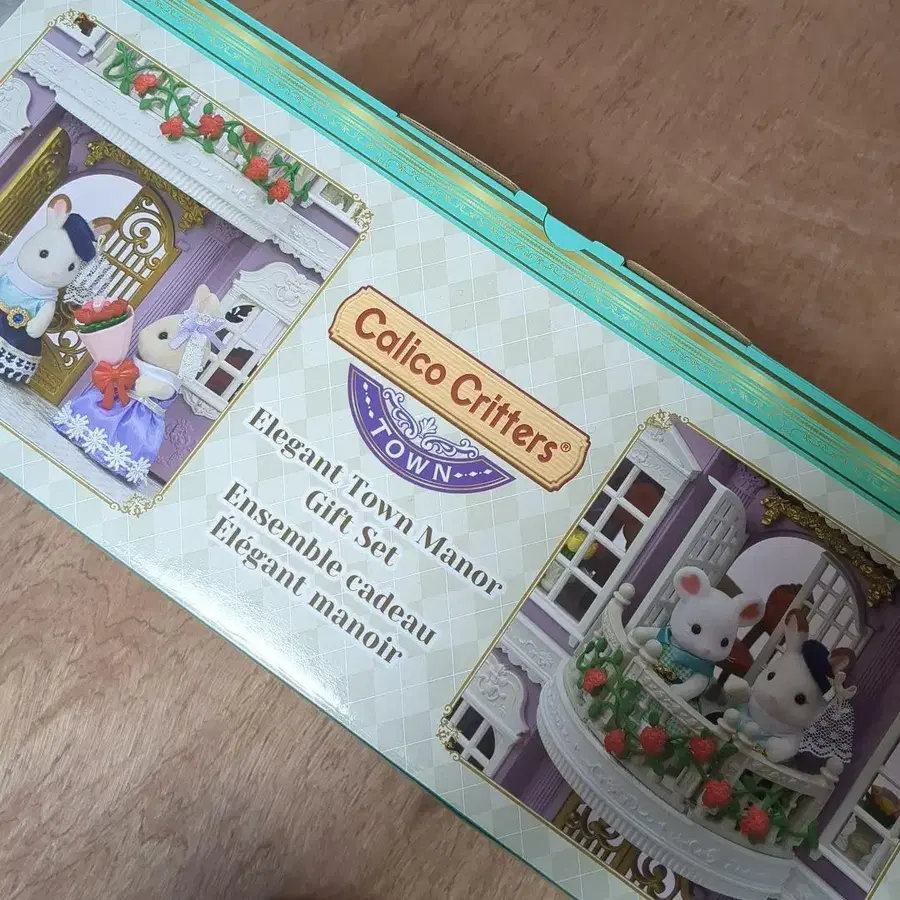 Calico Critters®
TOWN
Elegant Town Manor
Gift Set
Ensemble cadeau
Élégant manoir